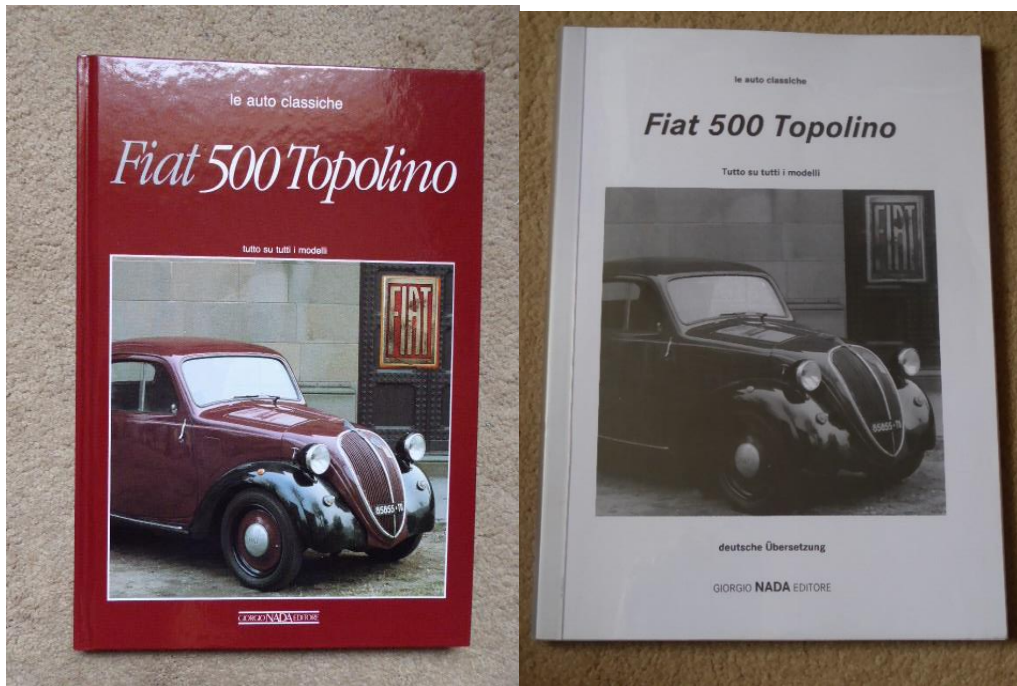 le auto classiche
Fiat 500 Topolino
tutto su tutti i modelli
FIAT
85855-TO
GIORGIO NADA EDITORE
le auto classiche
Fiat 500 Topolino
Tutto su tutti i modelli
FIAT
85855-TO
deutsche Übersetzung
GIORGIO NADA EDITORE